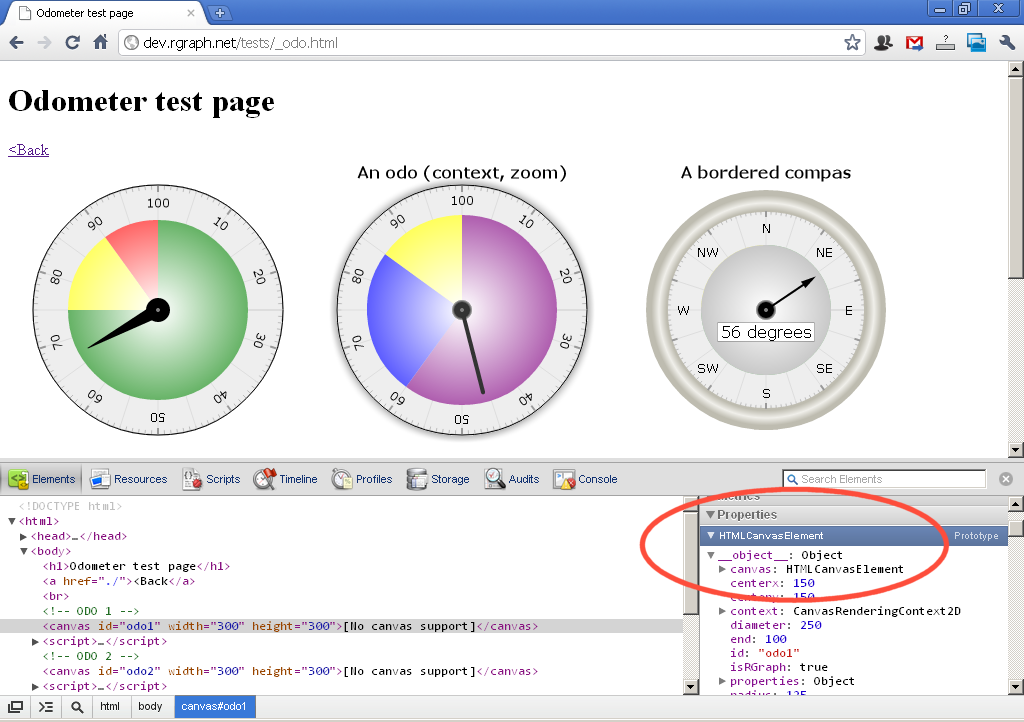 Odometer test page
dev.rgraph.net/tests/_odo.html
Odometer test page
<Back
100
10
20
30
40
50
60
70
80
90
An odo (context, zoom)
100
10
20
30
40
50
60
70
80
90
A bordered compas
N
NE
E
SE
S
SW
W
NW
56 degrees
Elements Resources Scripts Timeline Profiles Storage Audits Console Search Elements
<!DOCTYPE html>
<html>
<head>…</head>
<body>
<h1>Odometer test page</h1>
<a href="./"><Back</a>
<br>
<!-- ODO 1 -->
<canvas id="odo1" width="300" height="300">[No canvas support]</canvas>
<script>…</script>
<!-- ODO 2 -->
<canvas id="odo2" width="300" height="300">[No canvas support]</canvas>
<script>…</script>
Metrics
Properties
HTMLCanvasElement Prototype
__object__: Object
canvas: HTMLCanvasElement
centerx: 150
centery: 150
context: CanvasRenderingContext2D
diameter: 250
end: 100
id: "odo1"
isRGraph: true
properties: Object
radius: 125
html body canvas#odo1